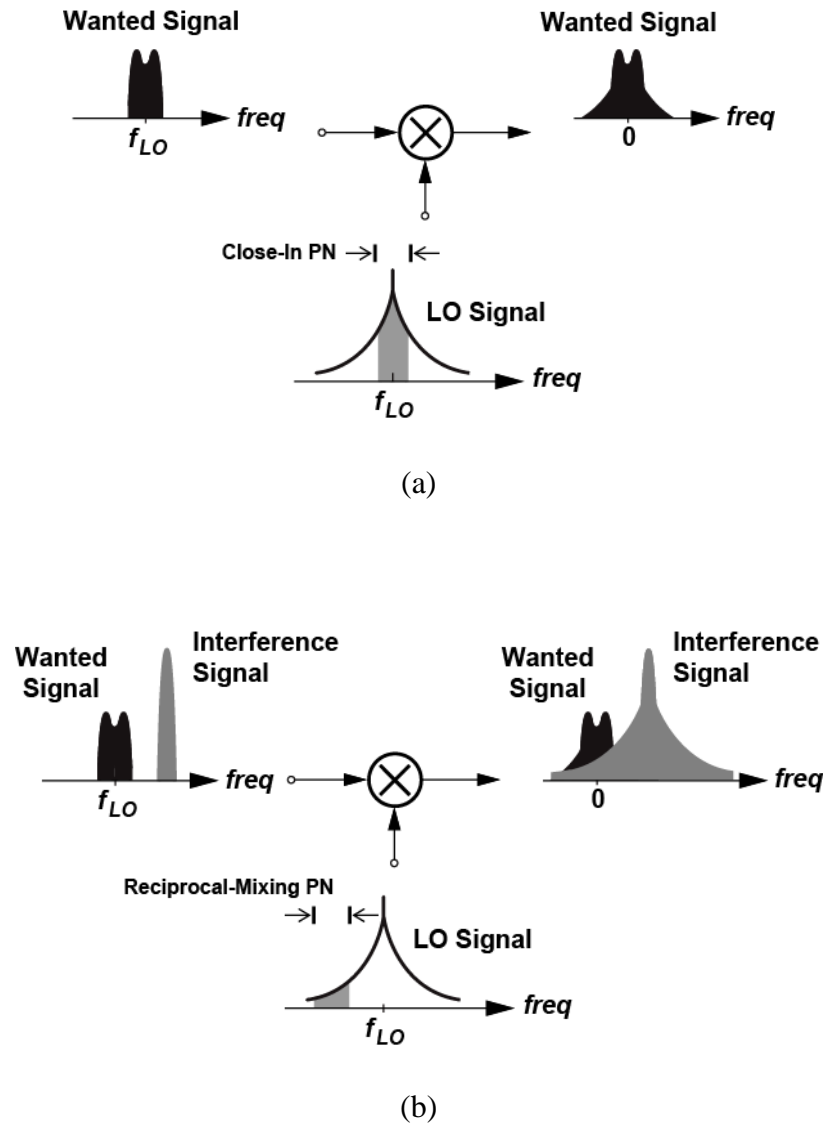 Wanted Signal
Wanted Signal
freq
freq
f_LO
0
Close-In PN
LO Signal
freq
f_LO
(a)
Interference
Signal
Wanted
Signal
Interference
Signal
Wanted
Signal
freq
freq
f_LO
0
Reciprocal-Mixing PN
LO Signal
freq
f_LO
(b)